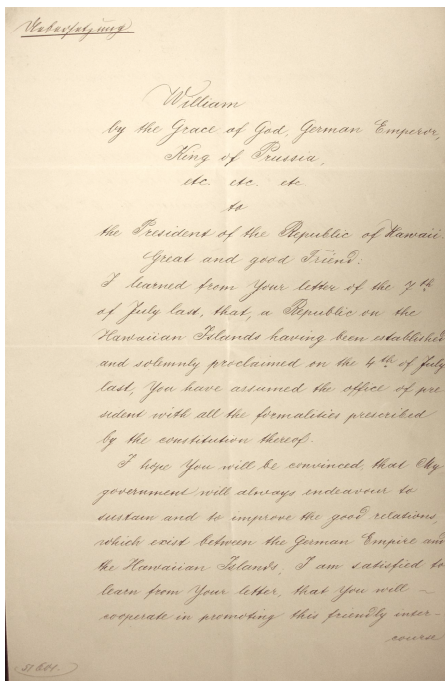 Uebersetzung
William
by the Grace of God, German Emperor,
King of Prussia,
etc. etc. etc
to
the President of the Republic of Hawaii.
Great and good Friend:
I learned from Your letter of the 7th
of July last, that, a Republic on the
Hawaiian Islands having been established
and solemnly proclaimed on the 4th of July
last, You have assumed the office of pre
sident with all the formalities prescribed
by the constitution thereof.
I hope You will be convinced, that My
government will always endeavour to
sustain and to improve the good relations,
which exist between the German Empire and
the Hawaiian Islands; I am satisfied to
learn from Your letter, that You will –
cooperate in promoting this friendly inter-
course